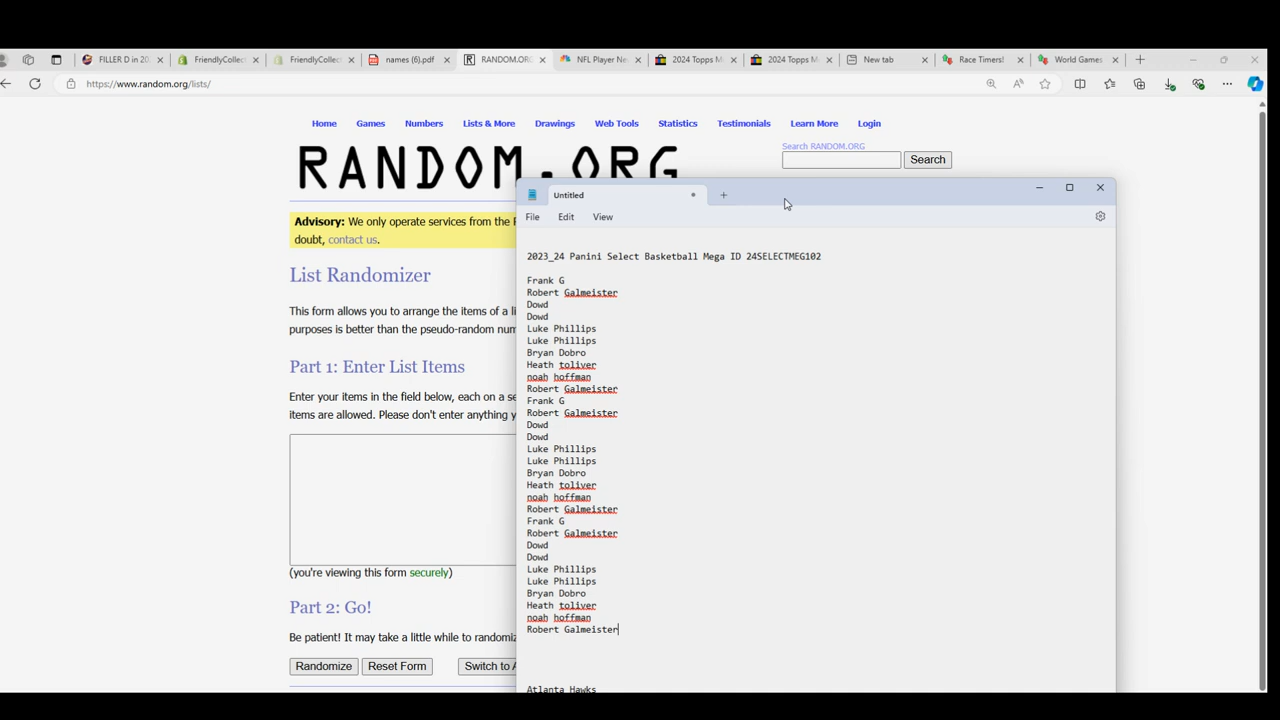 FILLER D in 20
FriendlyCollect
FriendlyCollect
names (6).pdf
RANDOM.ORG
NFL Player Ne
2024 Topps M
2024 Topps M
New tab
Race Timers!
World Games
https://www.random.org/lists/
Home Games Numbers Lists & More Drawings Web Tools Statistics Testimonials Learn More Login
RANDOM.ORG
Search RANDOM.ORG
Search
Advisory: We only operate services from the
doubt, contact us.
List Randomizer
This form allows you to arrange the items of a li
purposes is better than the pseudo-random num
Part 1: Enter List Items
Enter your items in the field below, each on a se
items are allowed. Please don't enter anything y
(you're viewing this form securely)
Part 2: Go!
Be patient! It may take a little while to randomiz
Randomize Reset Form Switch to A
Untitled
File Edit View
2023_24 Panini Select Basketball Mega ID 24SELECTMEG102
Frank G
Robert Galmeister
Dowd
Dowd
Luke Phillips
Luke Phillips
Bryan Dobro
Heath toliver
noah hoffman
Robert Galmeister
Frank G
Robert Galmeister
Dowd
Dowd
Luke Phillips
Luke Phillips
Bryan Dobro
Heath toliver
noah hoffman
Robert Galmeister
Frank G
Robert Galmeister
Dowd
Dowd
Luke Phillips
Luke Phillips
Bryan Dobro
Heath toliver
noah hoffman
Robert Galmeister
Atlanta Hawks